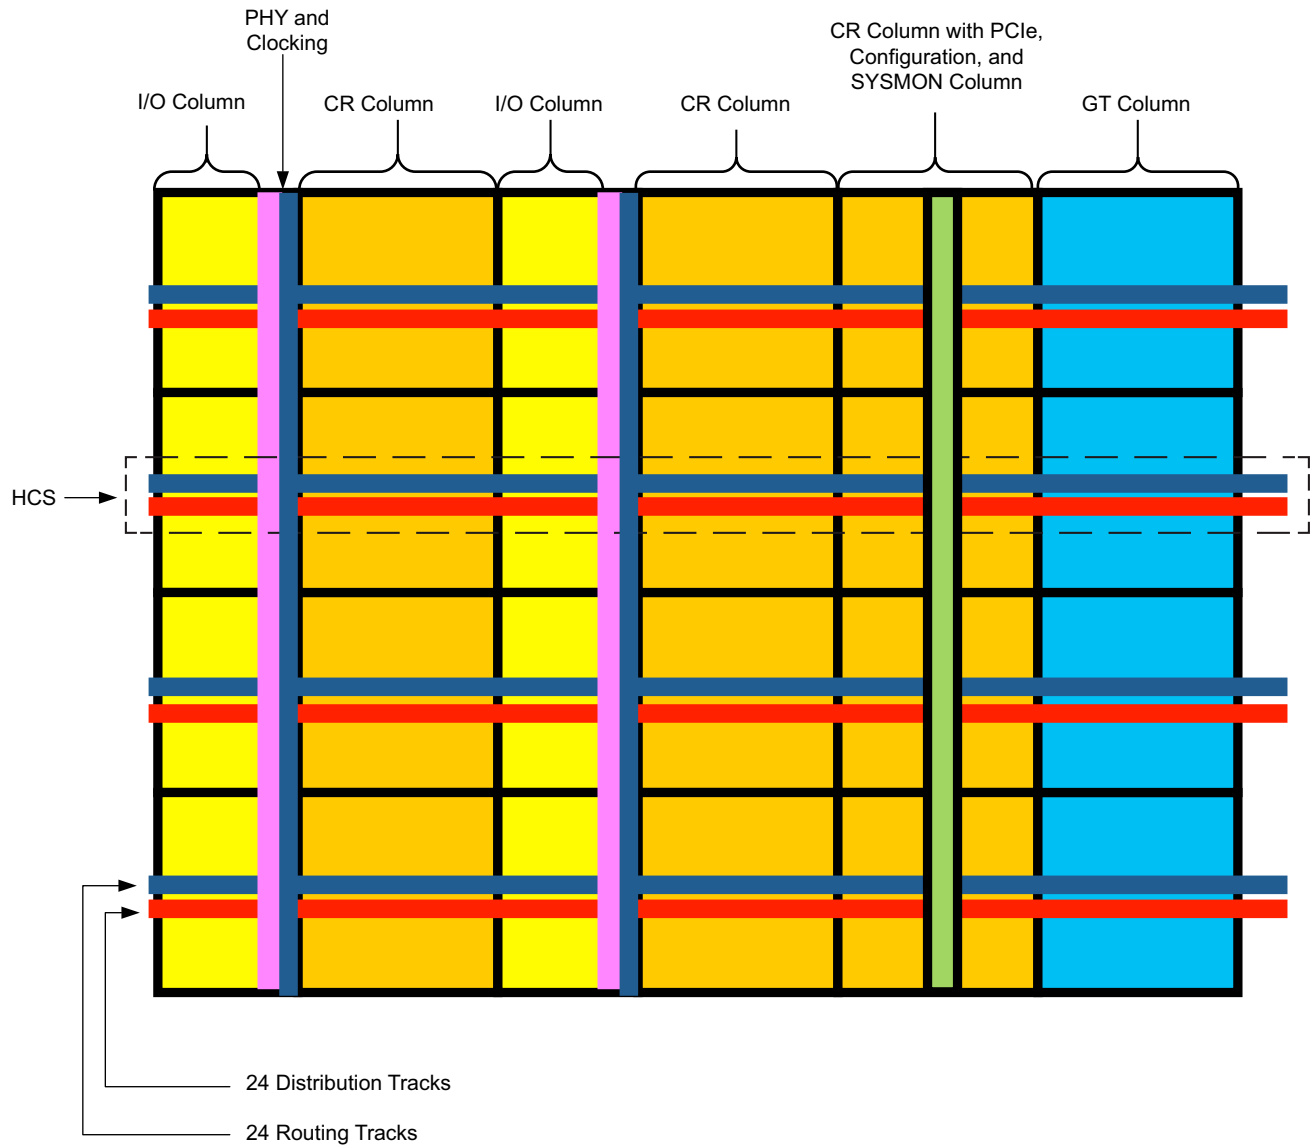 PHY and
Clocking
CR Column with PCIe,
Configuration, and
SYSMON Column
I/O Column
CR Column
I/O Column
CR Column
GT Column
HCS
24 Distribution Tracks
24 Routing Tracks